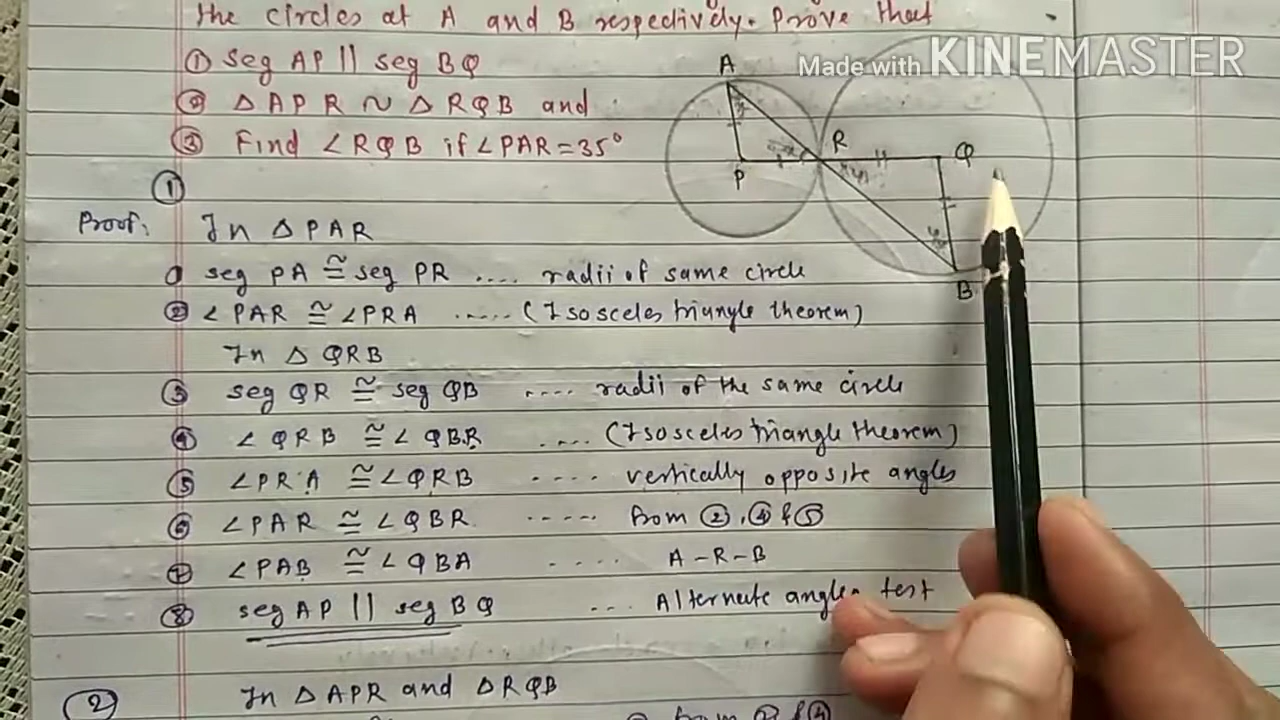 the circles at A and B respectively. Prove that
① seg AP || seg BQ
② △ APR ~ △ RQB and
③ Find ∠RQB if ∠PAR = 35°
Made with KINEMASTER
A
R
Q
P
B
①
Proof: In △ PAR
① seg PA ≅ seg PR .... radii of same circle
② ∠ PAR ≅ ∠PRA ..... (Isosceles triangle theorem)
In △ QRB
③ seg QR ≅ seg QB .... radii of the same circle
④ ∠ QRB ≅ ∠ QBR .... (Isosceles triangle theorem)
⑤ ∠PRA ≅ ∠QRB .... vertically opposite angles
⑥ ∠PAR ≅ ∠QBR ..... from ②, ④ & ⑤
⑦ ∠PAB ≅ ∠ QBA .... A-R-B
⑧ seg AP || seg BQ ... Alternate angles test
② In △ APR and △RQB
from ② & ④